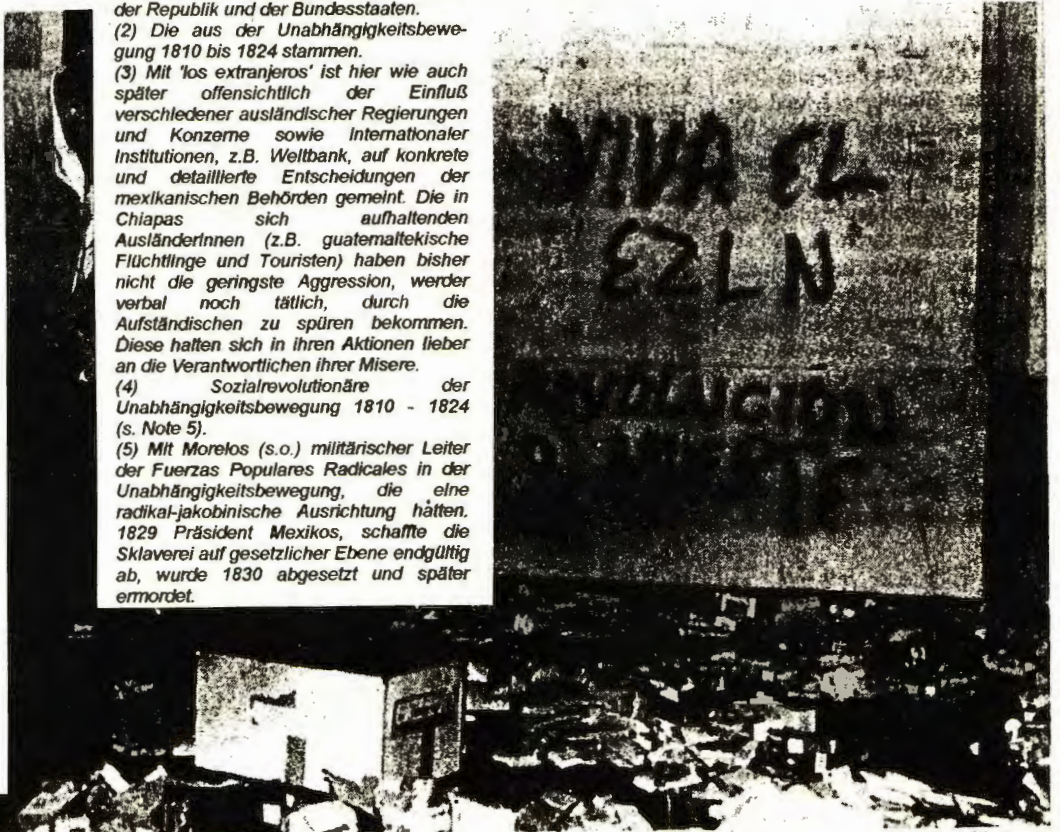 der Republik und der Bundesstaaten.
(2) Die aus der Unabhängigkeitsbewe-
gung 1810 bis 1824 stammen.
(3) Mit 'los extranjeros' ist hier wie auch
später offensichtlich der Einfluß
verschiedener ausländischer Regierungen
und Konzerne sowie internationaler
Institutionen, z.B. Weltbank, auf konkrete
und detaillierte Entscheidungen der
mexikanischen Behörden gemeint. Die in
Chiapas sich aufhaltenden
AusländerInnen (z.B. guatemaltekische
Flüchtlinge und Touristen) haben bisher
nicht die geringste Aggression, werder
verbal noch tätlich, durch die
Aufständischen zu spüren bekommen.
Diese halten sich in ihren Aktionen lieber
an die Verantwortlichen ihrer Misere.
(4) Sozialrevolutionäre der
Unabhängigkeitsbewegung 1810 - 1824
(s. Note 5).
(5) Mit Morelos (s.o.) militärischer Leiter
der Fuerzas Populares Radicales in der
Unabhängigkeitsbewegung, die eine
radikal-jakobinische Ausrichtung hatten.
1829 Präsident Mexikos, schaffte die
Sklaverei auf gesetzlicher Ebene endgültig
ab, wurde 1830 abgesetzt und später
ermordet.
VIVA EL
EZLN
REVOLUCION
O MUERTE